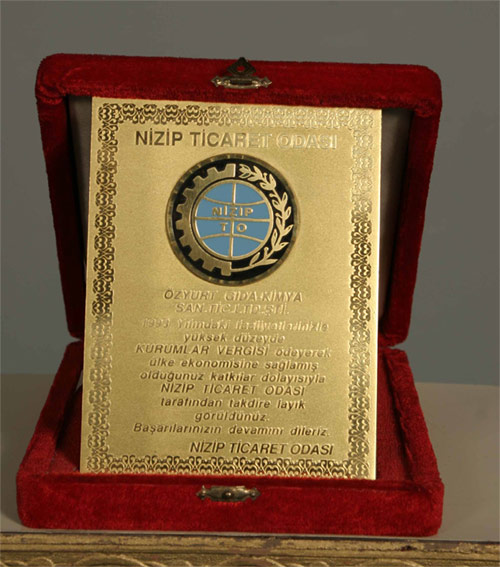 NİZİP TİCARET ODASI
NİZİP
T O
ÖZYURT GIDA KİMYA
SAN. TİC. LTD. ŞTİ.
yılındaki faaliyetlerinizle
yüksek düzeyde
KURUMLAR VERGİSİ ödeyerek
ülke ekonomisine sağlamış
olduğunuz katkılar dolayısıyla
NİZİP TİCARET ODASI
tarafından takdire layık
görüldünüz.
Başarılarınızın devamını dileriz.
NİZİP TİCARET ODASI